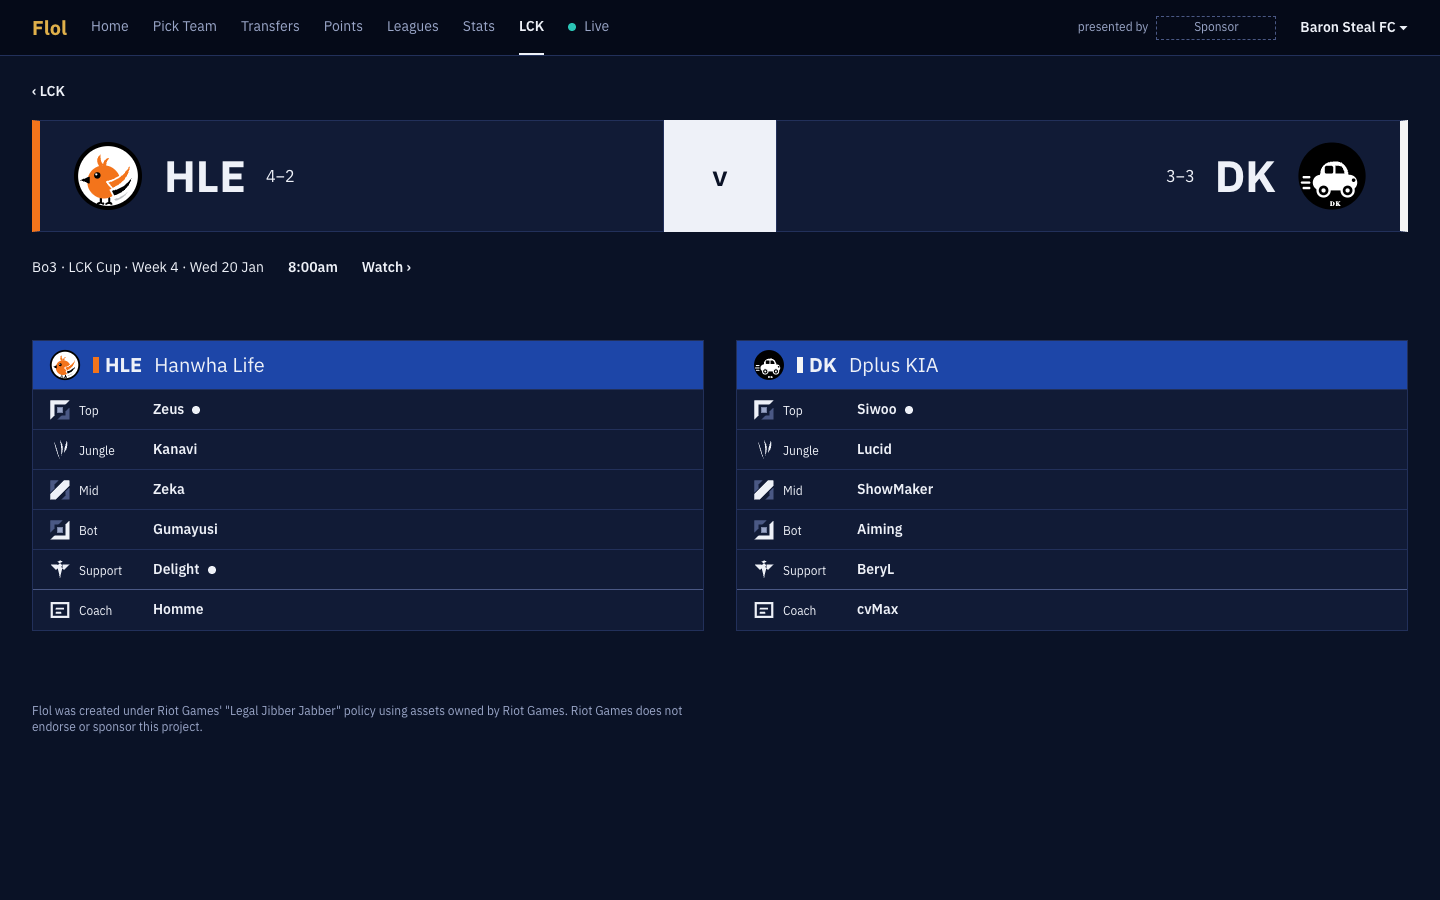 Flol Home Pick Team Transfers Points Leagues Stats LCK Live presented by Sponsor Baron Steal FC
‹ LCK
HLE 4–2 v 3–3 DK
DK
Bo3 · LCK Cup · Week 4 · Wed 20 Jan 8:00am Watch ›
HLE Hanwha Life
Top Zeus
Jungle Kanavi
Mid Zeka
Bot Gumayusi
Support Delight
Coach Homme
DK Dplus KIA
Top Siwoo
Jungle Lucid
Mid ShowMaker
Bot Aiming
Support BeryL
Coach cvMax
Flol was created under Riot Games' "Legal Jibber Jabber" policy using assets owned by Riot Games. Riot Games does not
endorse or sponsor this project.